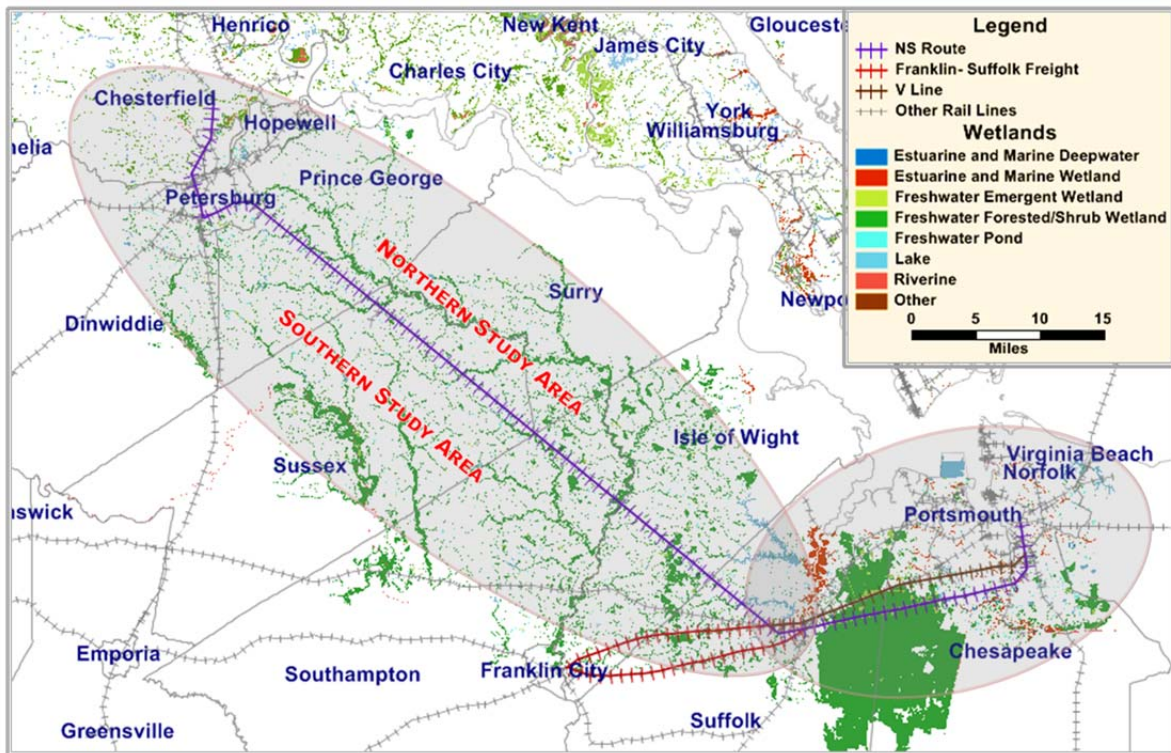 Henrico
New Kent
Gloucester
James City
Charles City
Chesterfield
York
Hopewell
Williamsburg
nelia
Prince George
Petersburg
NORTHERN STUDY AREA
Surry
Newpo
Dinwiddie
SOUTHERN STUDY AREA
Isle of Wight
Sussex
Virginia Beach
Norfolk
nswick
Portsmouth
Emporia
Southampton
Franklin City
Chesapeake
Suffolk
Greensville
Legend
NS Route
Franklin- Suffolk Freight
V Line
Other Rail Lines
Wetlands
Estuarine and Marine Deepwater
Estuarine and Marine Wetland
Freshwater Emergent Wetland
Freshwater Forested/Shrub Wetland
Freshwater Pond
Lake
Riverine
Other
0 5 10 15
Miles